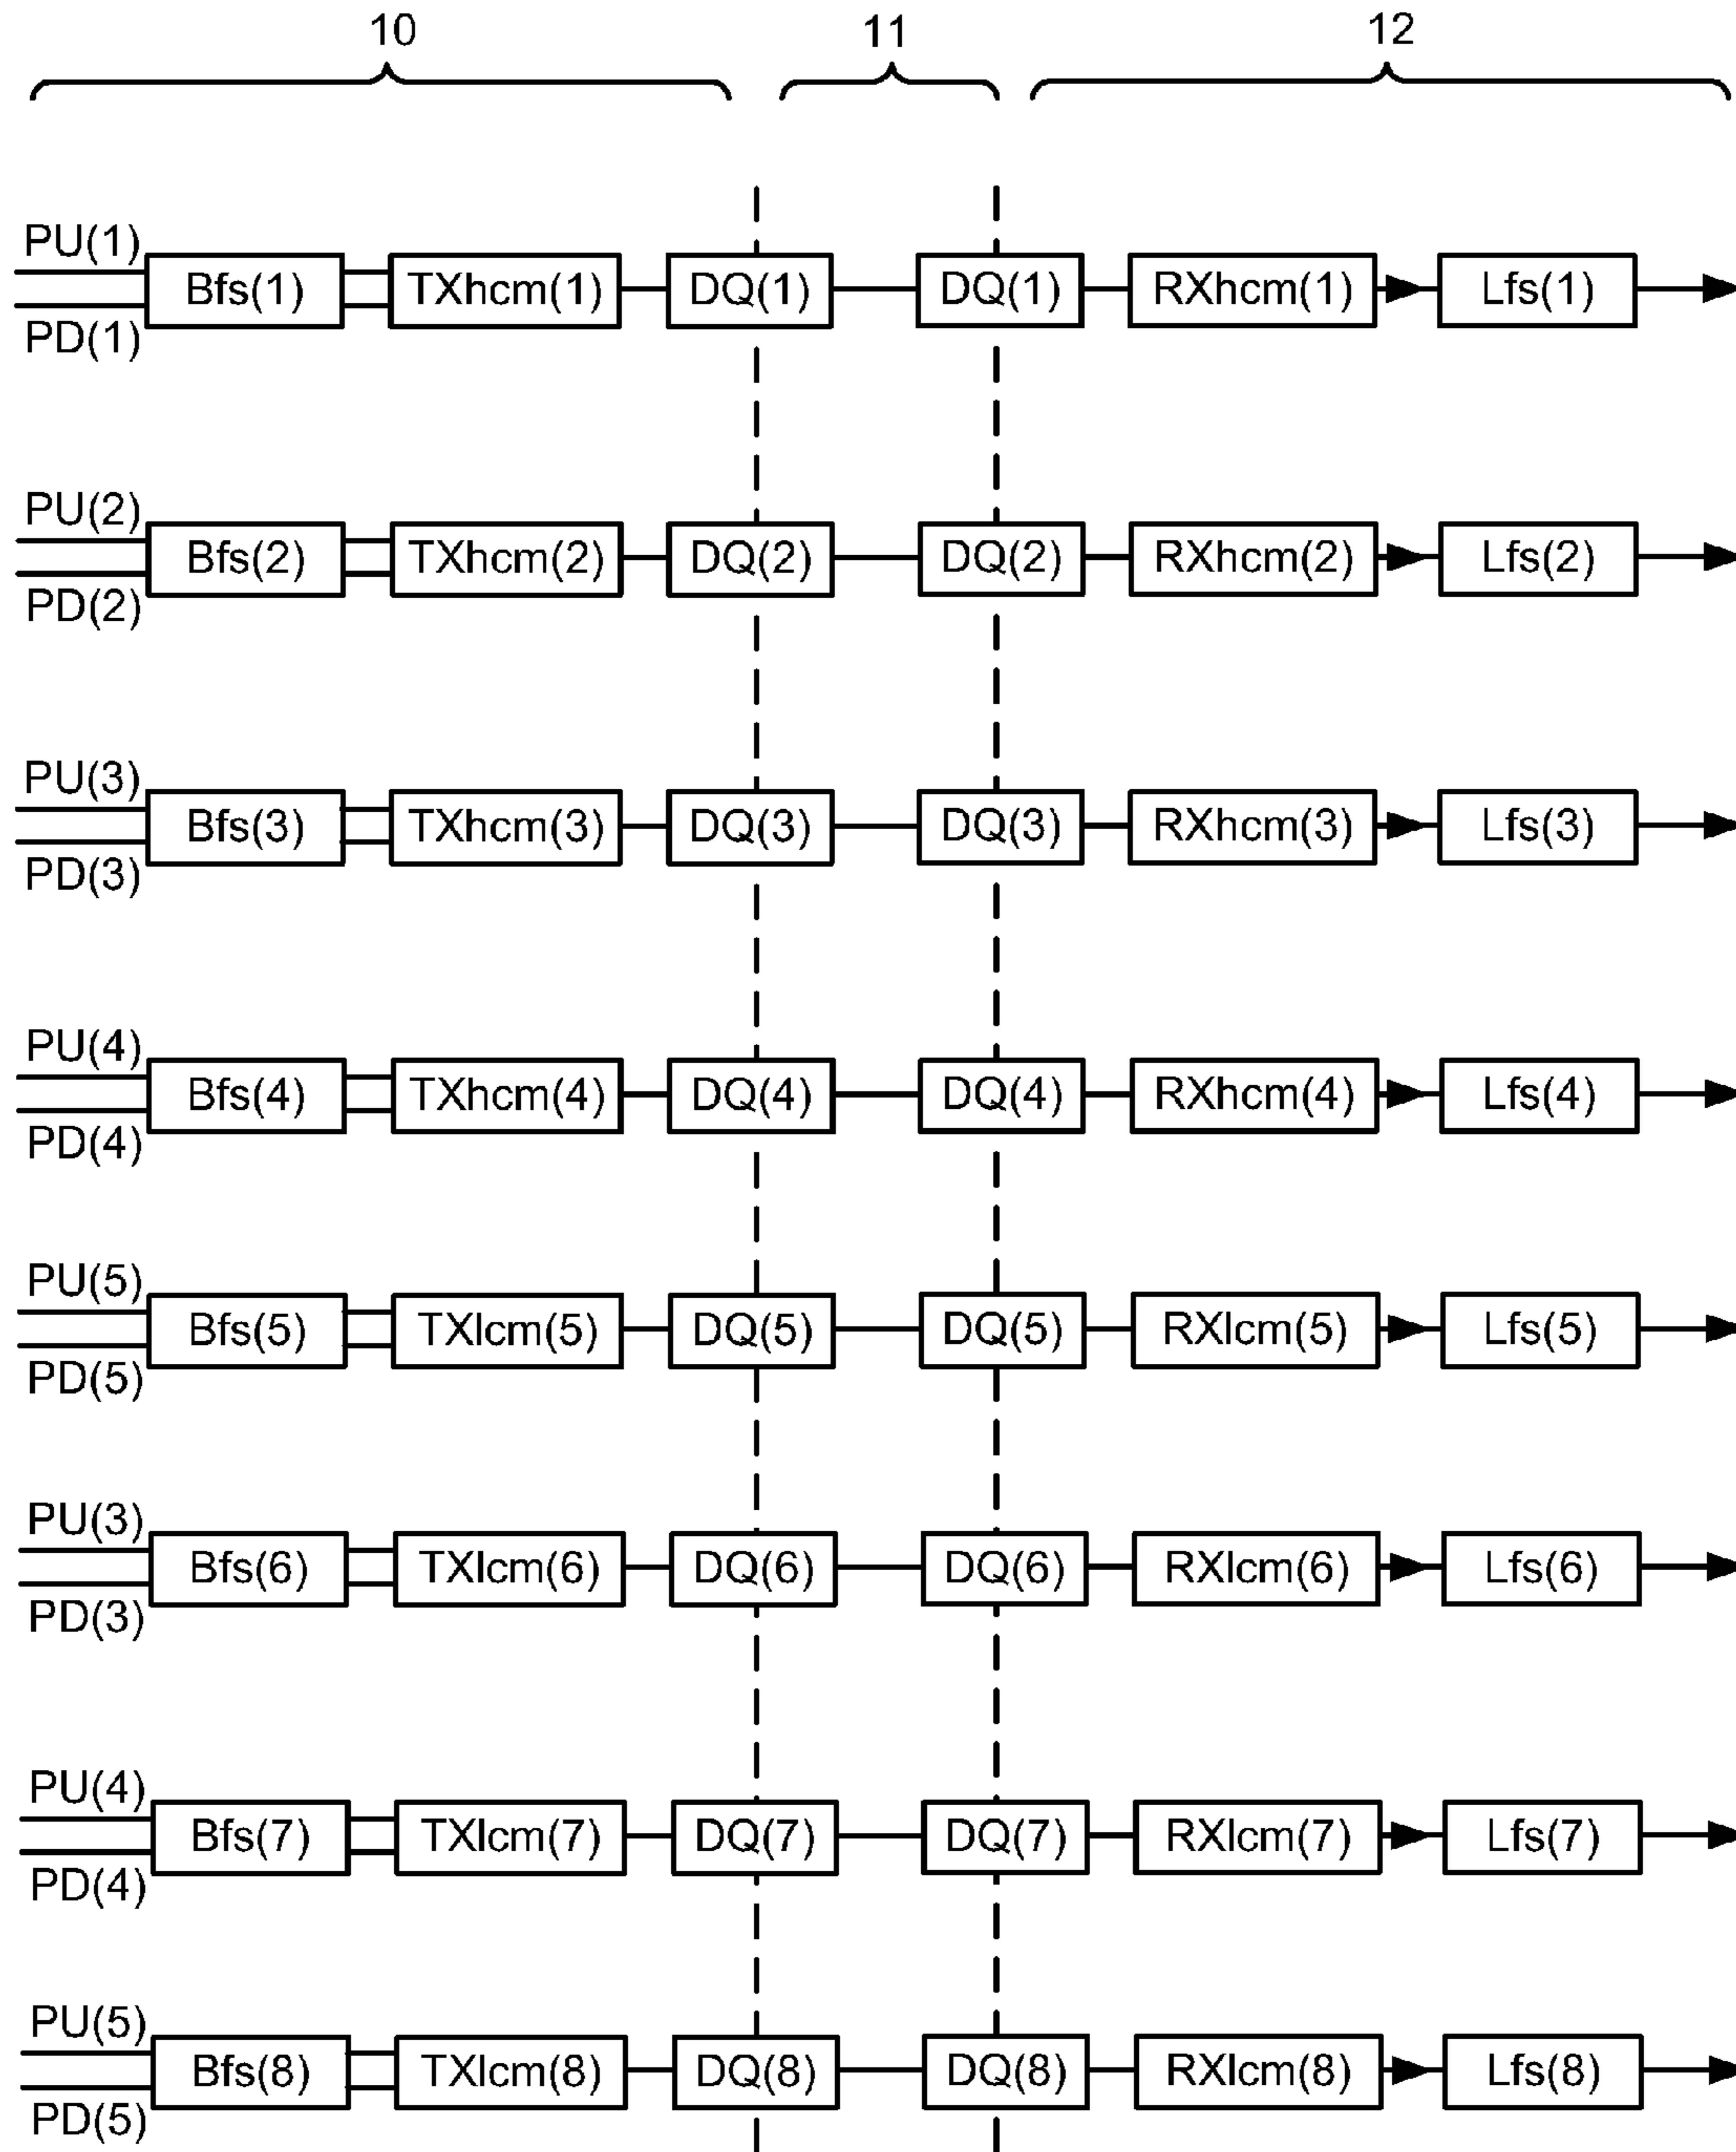 10 11 12
PU(1)
Bfs(1) TXhcm(1) DQ(1) DQ(1) RXhcm(1) Lfs(1)
PD(1)
PU(2)
Bfs(2) TXhcm(2) DQ(2) DQ(2) RXhcm(2) Lfs(2)
PD(2)
PU(3)
Bfs(3) TXhcm(3) DQ(3) DQ(3) RXhcm(3) Lfs(3)
PD(3)
PU(4)
Bfs(4) TXhcm(4) DQ(4) DQ(4) RXhcm(4) Lfs(4)
PD(4)
PU(5)
Bfs(5) TXlcm(5) DQ(5) DQ(5) RXlcm(5) Lfs(5)
PD(5)
PU(3)
Bfs(6) TXlcm(6) DQ(6) DQ(6) RXlcm(6) Lfs(6)
PD(3)
PU(4)
Bfs(7) TXlcm(7) DQ(7) DQ(7) RXlcm(7) Lfs(7)
PD(4)
PU(5)
Bfs(8) TXlcm(8) DQ(8) DQ(8) RXlcm(8) Lfs(8)
PD(5)